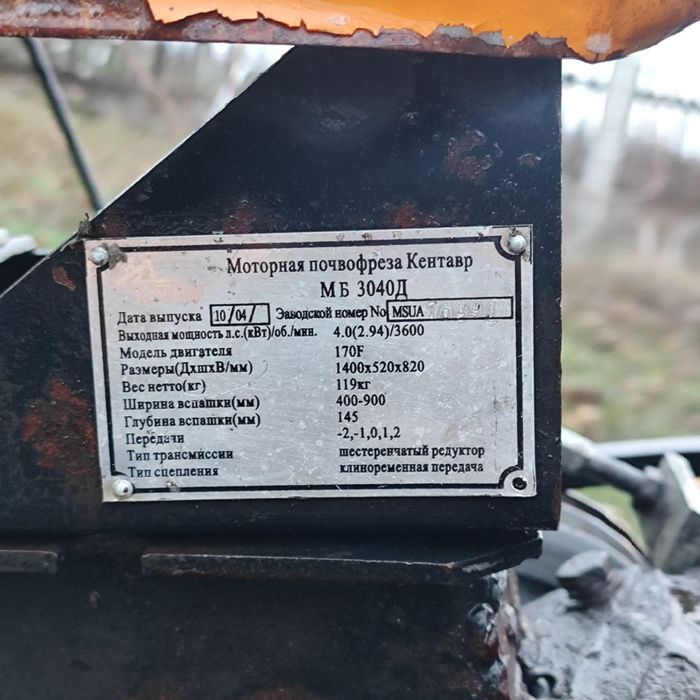 Моторная почвофреза Кентавр
МБ 3040Д
Дата выпуска 10/04/ Эаводской номер No MSUA
Выходная мощность л.с.(кВт)/об./мин. 4.0(2.94)/3600
Модель двигателя 170F
Размеры(ДхшхВ/мм) 1400x520x820
Вес нетто(кг) 119кг
Ширина вспашки(мм) 400-900
Глубина вспашки(мм) 145
Передачи -2,-1,0,1,2
Тип трансмиссии шестеренчатый редуктор
Тип сцепления клиноременная передача